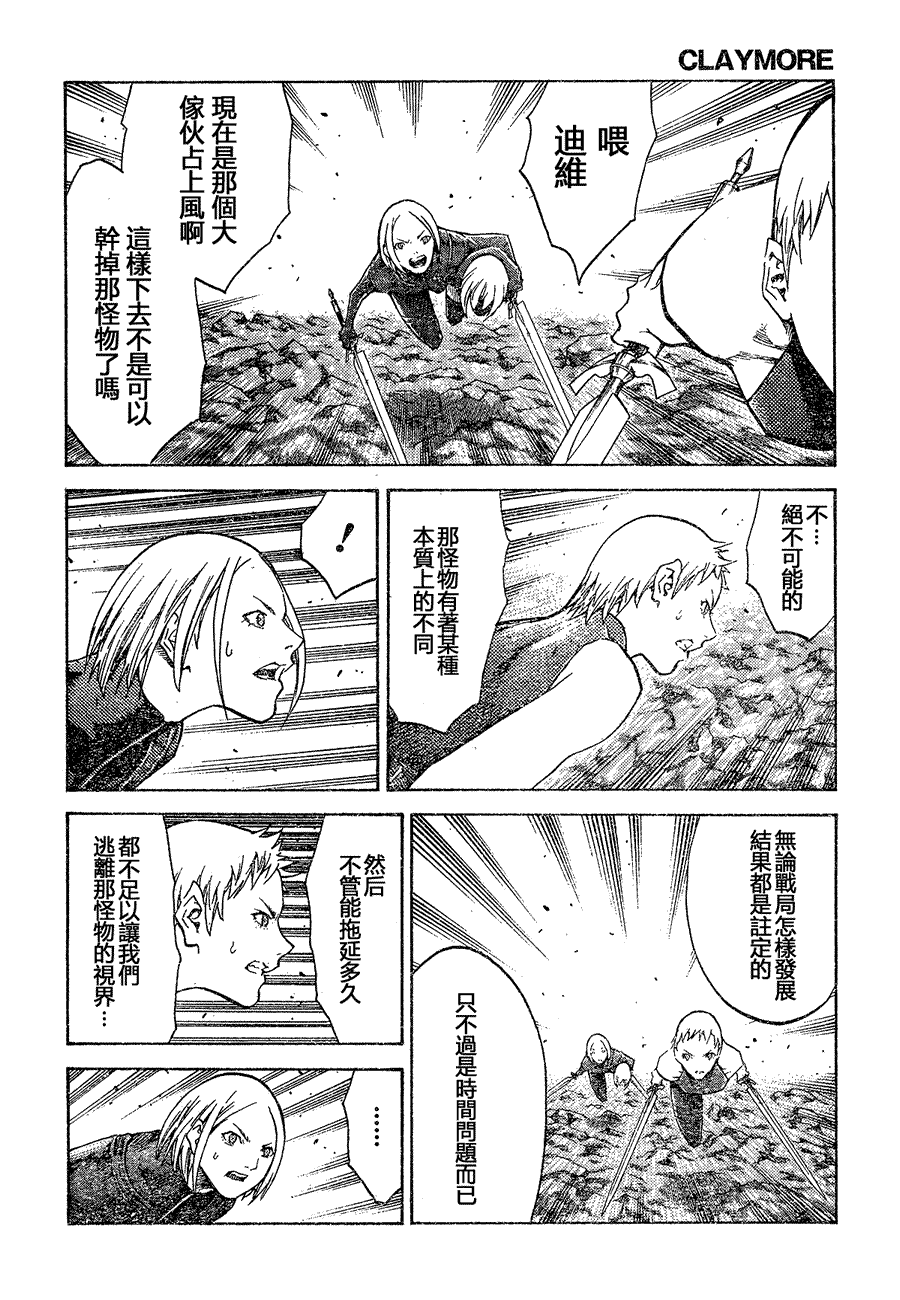 CLAYMORE
喂
迪維
現在是那個大
傢伙占上風啊
這樣下去不是可以
幹掉那怪物了嗎
不…
絕不可能的
那怪物有著某種
本質上的不同
！
無論戰局怎樣發展
結果都是註定的
只不過是時間問題而已
然后
不管能拖延多久
都不足以讓我們
逃離那怪物的視界…
……